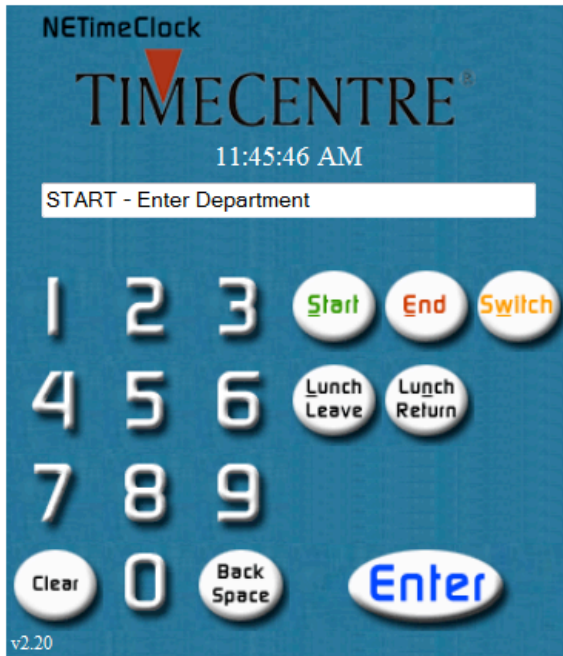 NETimeClock
TIMECENTRE®
11:45:46 AM
START - Enter Department
1 2 3 Start End Switch
4 5 6 Lunch Leave Lunch Return
7 8 9
Clear 0 Back Space Enter
v2.20